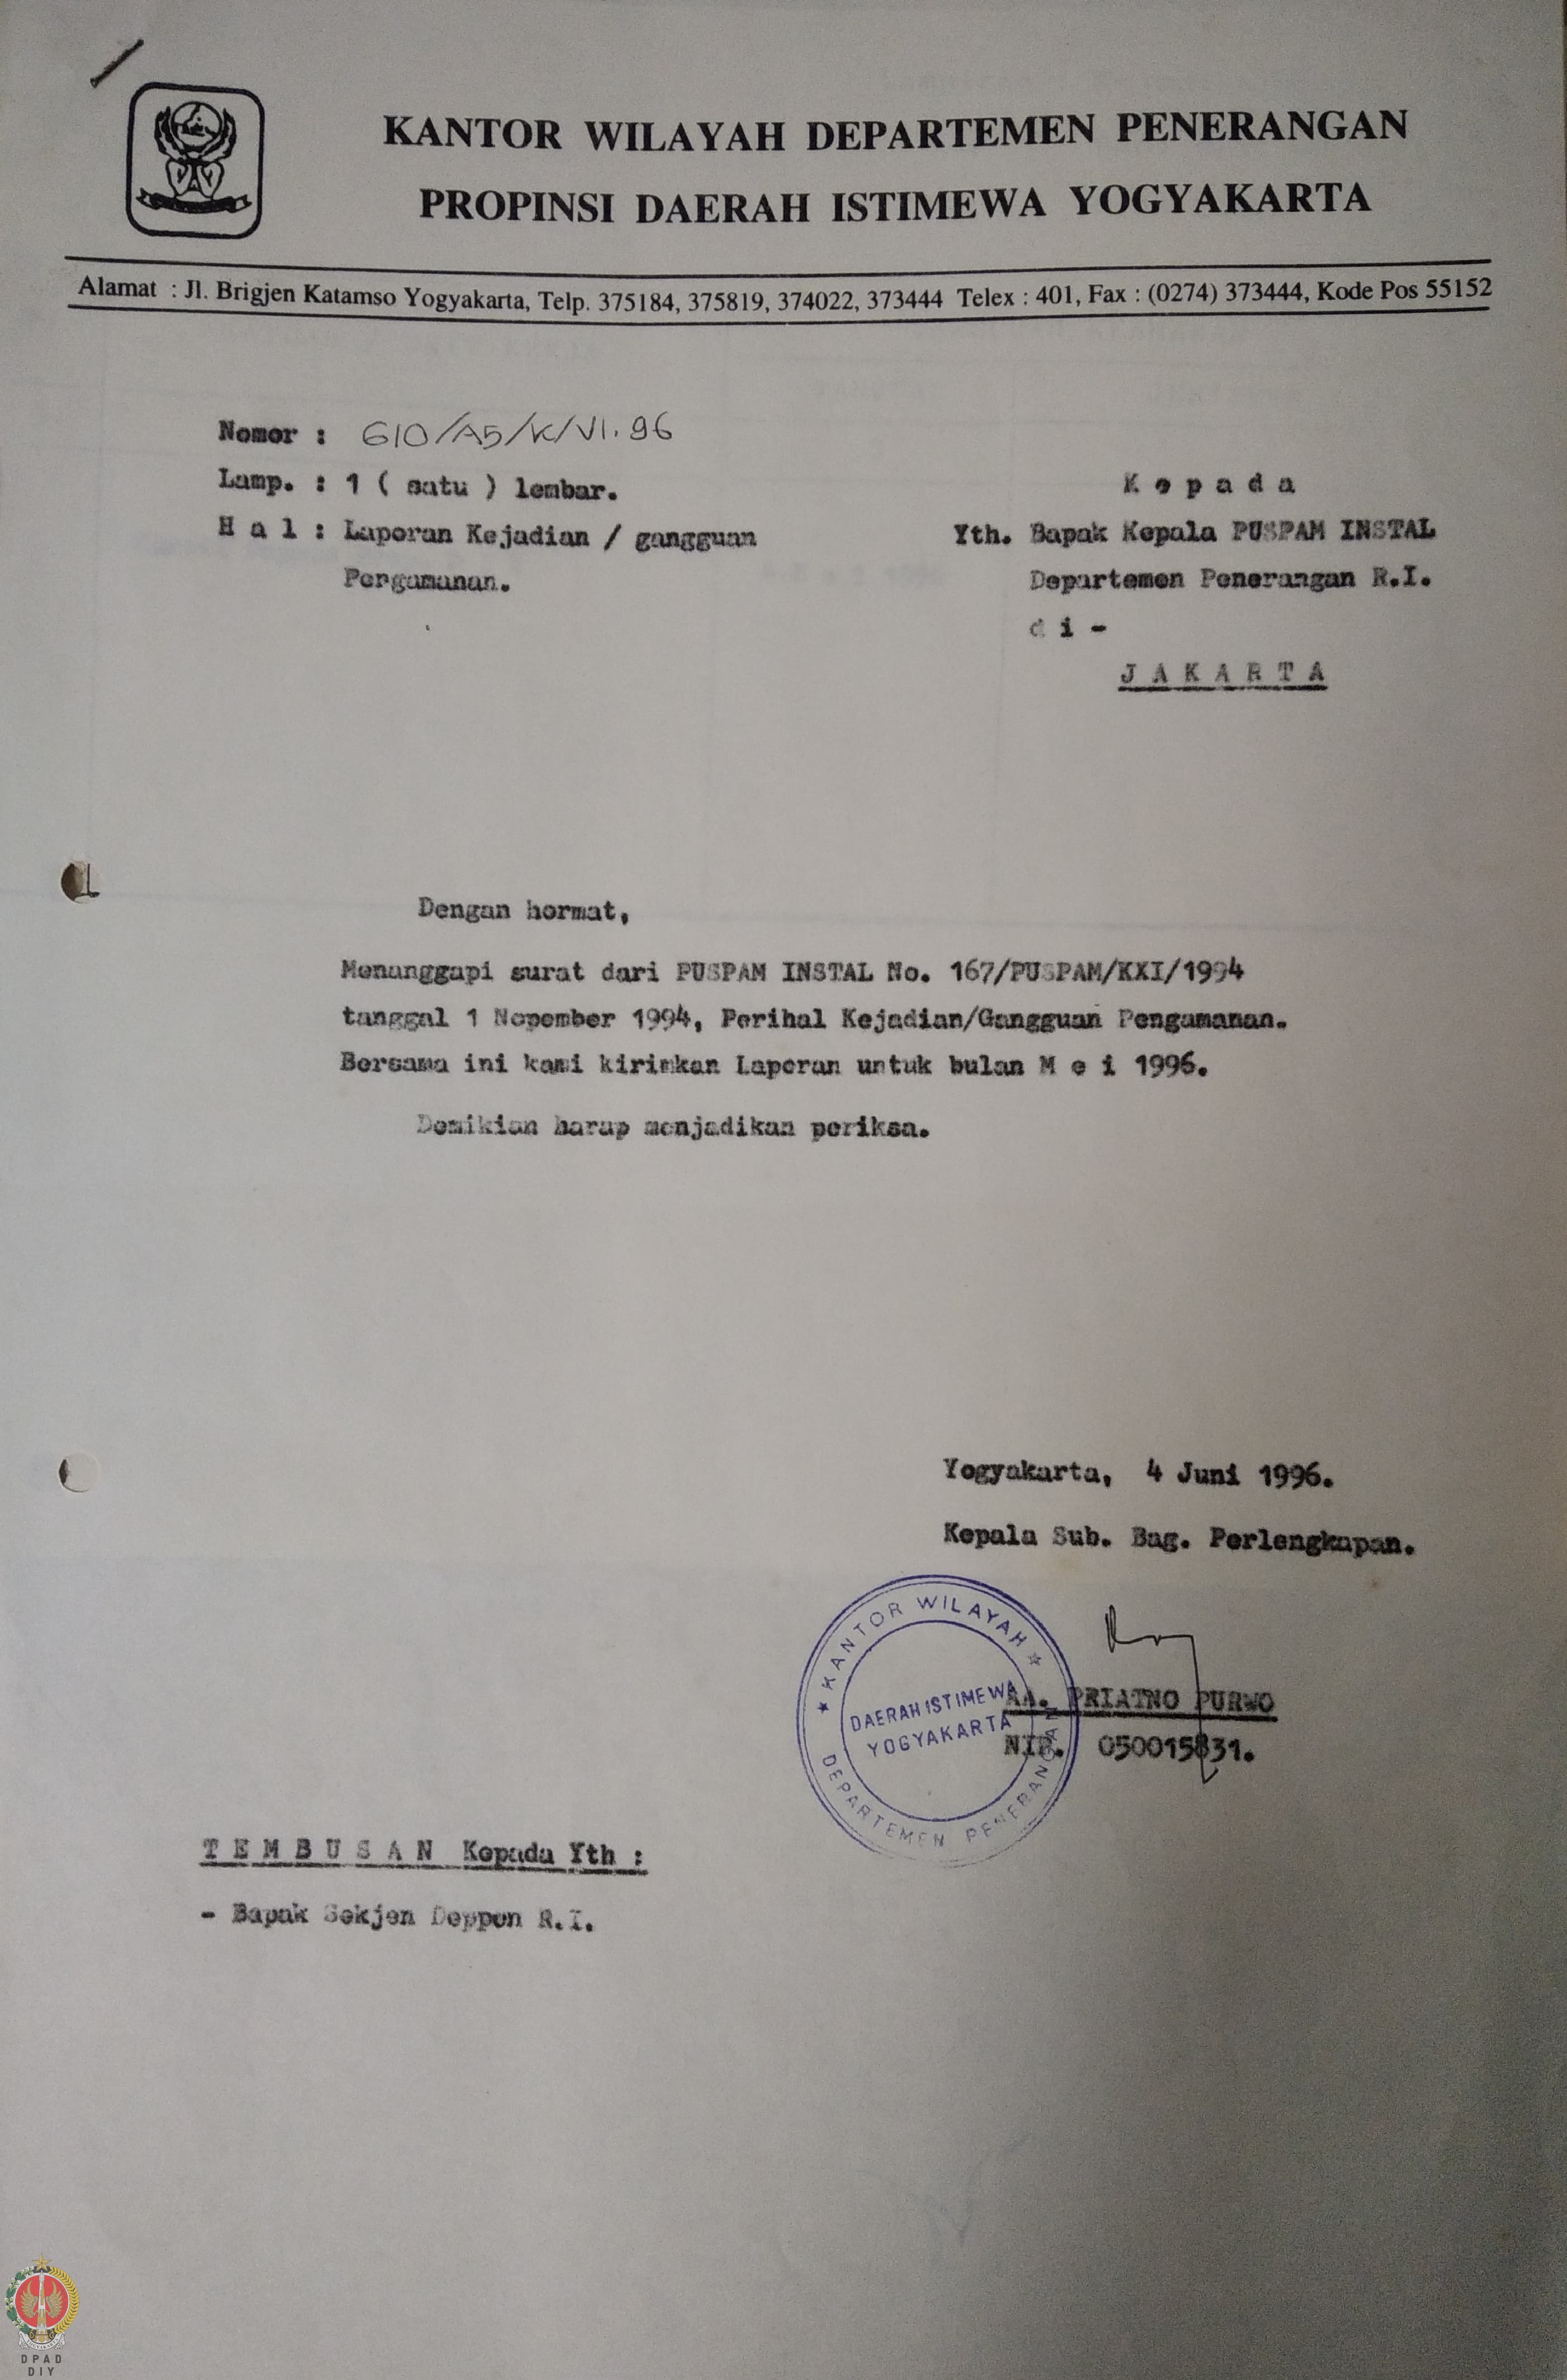 KANTOR WILAYAH DEPARTEMEN PENERANGAN
PROPINSI DAERAH ISTIMEWA YOGYAKARTA
Alamat : Jl. Brigjen Katamso Yogyakarta, Telp. 375184, 375819, 374022, 373444 Telex : 401, Fax : (0274) 373444, Kode Pos 55152
Nomor : 610/A5/K/VI.96
Lamp. : 1 ( satu ) lembar.
H a l : Laporan Kejadian / gangguan
Pengamanan.
K e p a d a
Yth. Bapak Kepala PUSPAM INSTAL
Departemen Penerangan R.I.
d i -
J A K A R T A
Dengan hormat,
Menanggapi surat dari PUSPAM INSTAL No. 167/PUSPAM/KXI/1994
tanggal 1 Nopember 1994, Perihal Kejadian/Gangguan Pengamanan.
Bersama ini kami kirimkan Laporan untuk bulan M e i 1996.
Demikian harap menjadikan periksa.
Yogyakarta, 4 Juni 1996.
Kepala Sub. Bag. Perlengkapan.
KANTOR WILAYAH
DAERAH ISTIMEWA
YOGYAKARTA
DEPARTEMEN PENERANGAN
PRIATNO PURWO
NIP. 050015831.
T E M B U S A N Kepada Yth :
- Bapak Sekjen Deppen R.I.
DPAD
DIY